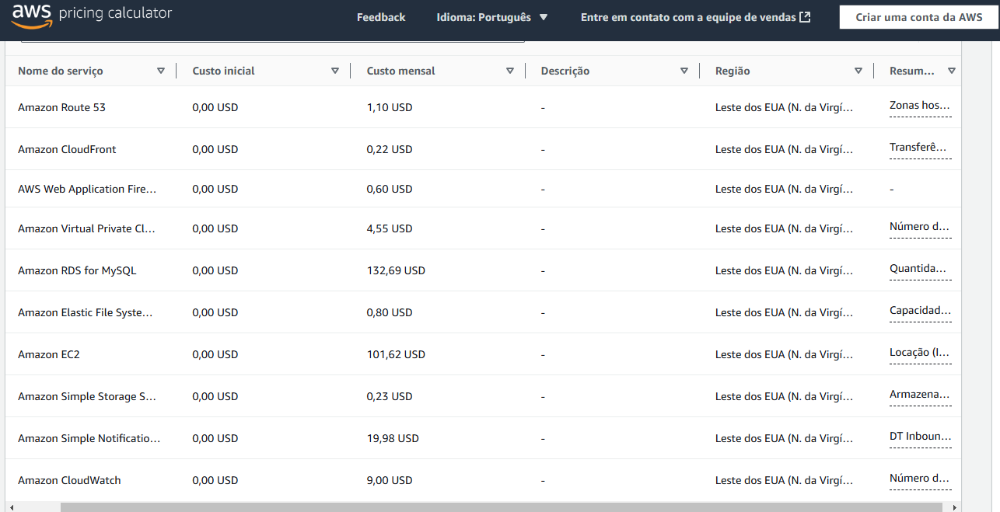 aws pricing calculator Feedback Idioma: Português Entre em contato com a equipe de vendas Criar uma conta da AWS
Nome do serviço Custo inicial Custo mensal Descrição Região Resum...
Amazon Route 53 0,00 USD 1,10 USD - Leste dos EUA (N. da Virgí... Zonas hos...
Amazon CloudFront 0,00 USD 0,22 USD - Leste dos EUA (N. da Virgí... Transferê...
AWS Web Application Fire... 0,00 USD 0,60 USD - Leste dos EUA (N. da Virgí... -
Amazon Virtual Private Cl... 0,00 USD 4,55 USD - Leste dos EUA (N. da Virgí... Número d...
Amazon RDS for MySQL 0,00 USD 132,69 USD - Leste dos EUA (N. da Virgí... Quantida...
Amazon Elastic File Syste... 0,00 USD 0,80 USD - Leste dos EUA (N. da Virgí... Capacidad...
Amazon EC2 0,00 USD 101,62 USD - Leste dos EUA (N. da Virgí... Locação (I...
Amazon Simple Storage S... 0,00 USD 0,23 USD - Leste dos EUA (N. da Virgí... Armazena...
Amazon Simple Notificatio... 0,00 USD 19,98 USD - Leste dos EUA (N. da Virgí... DT Inboun...
Amazon CloudWatch 0,00 USD 9,00 USD - Leste dos EUA (N. da Virgí... Número d...